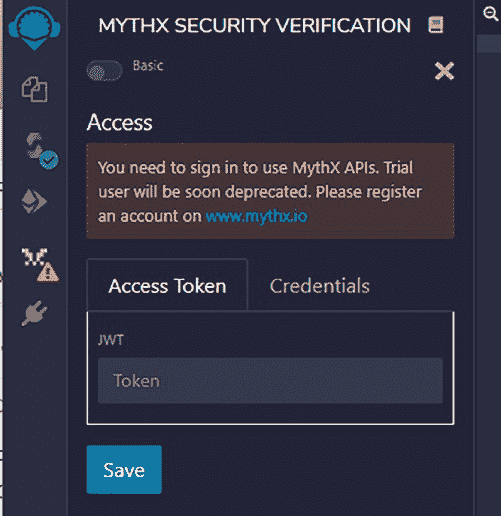 MYTHX SECURITY VERIFICATION
Basic
Access
You need to sign in to use MythX APIs. Trial
user will be soon deprecated. Please register
an account on www.mythx.io
Access Token
Credentials
JWT
Token
Save